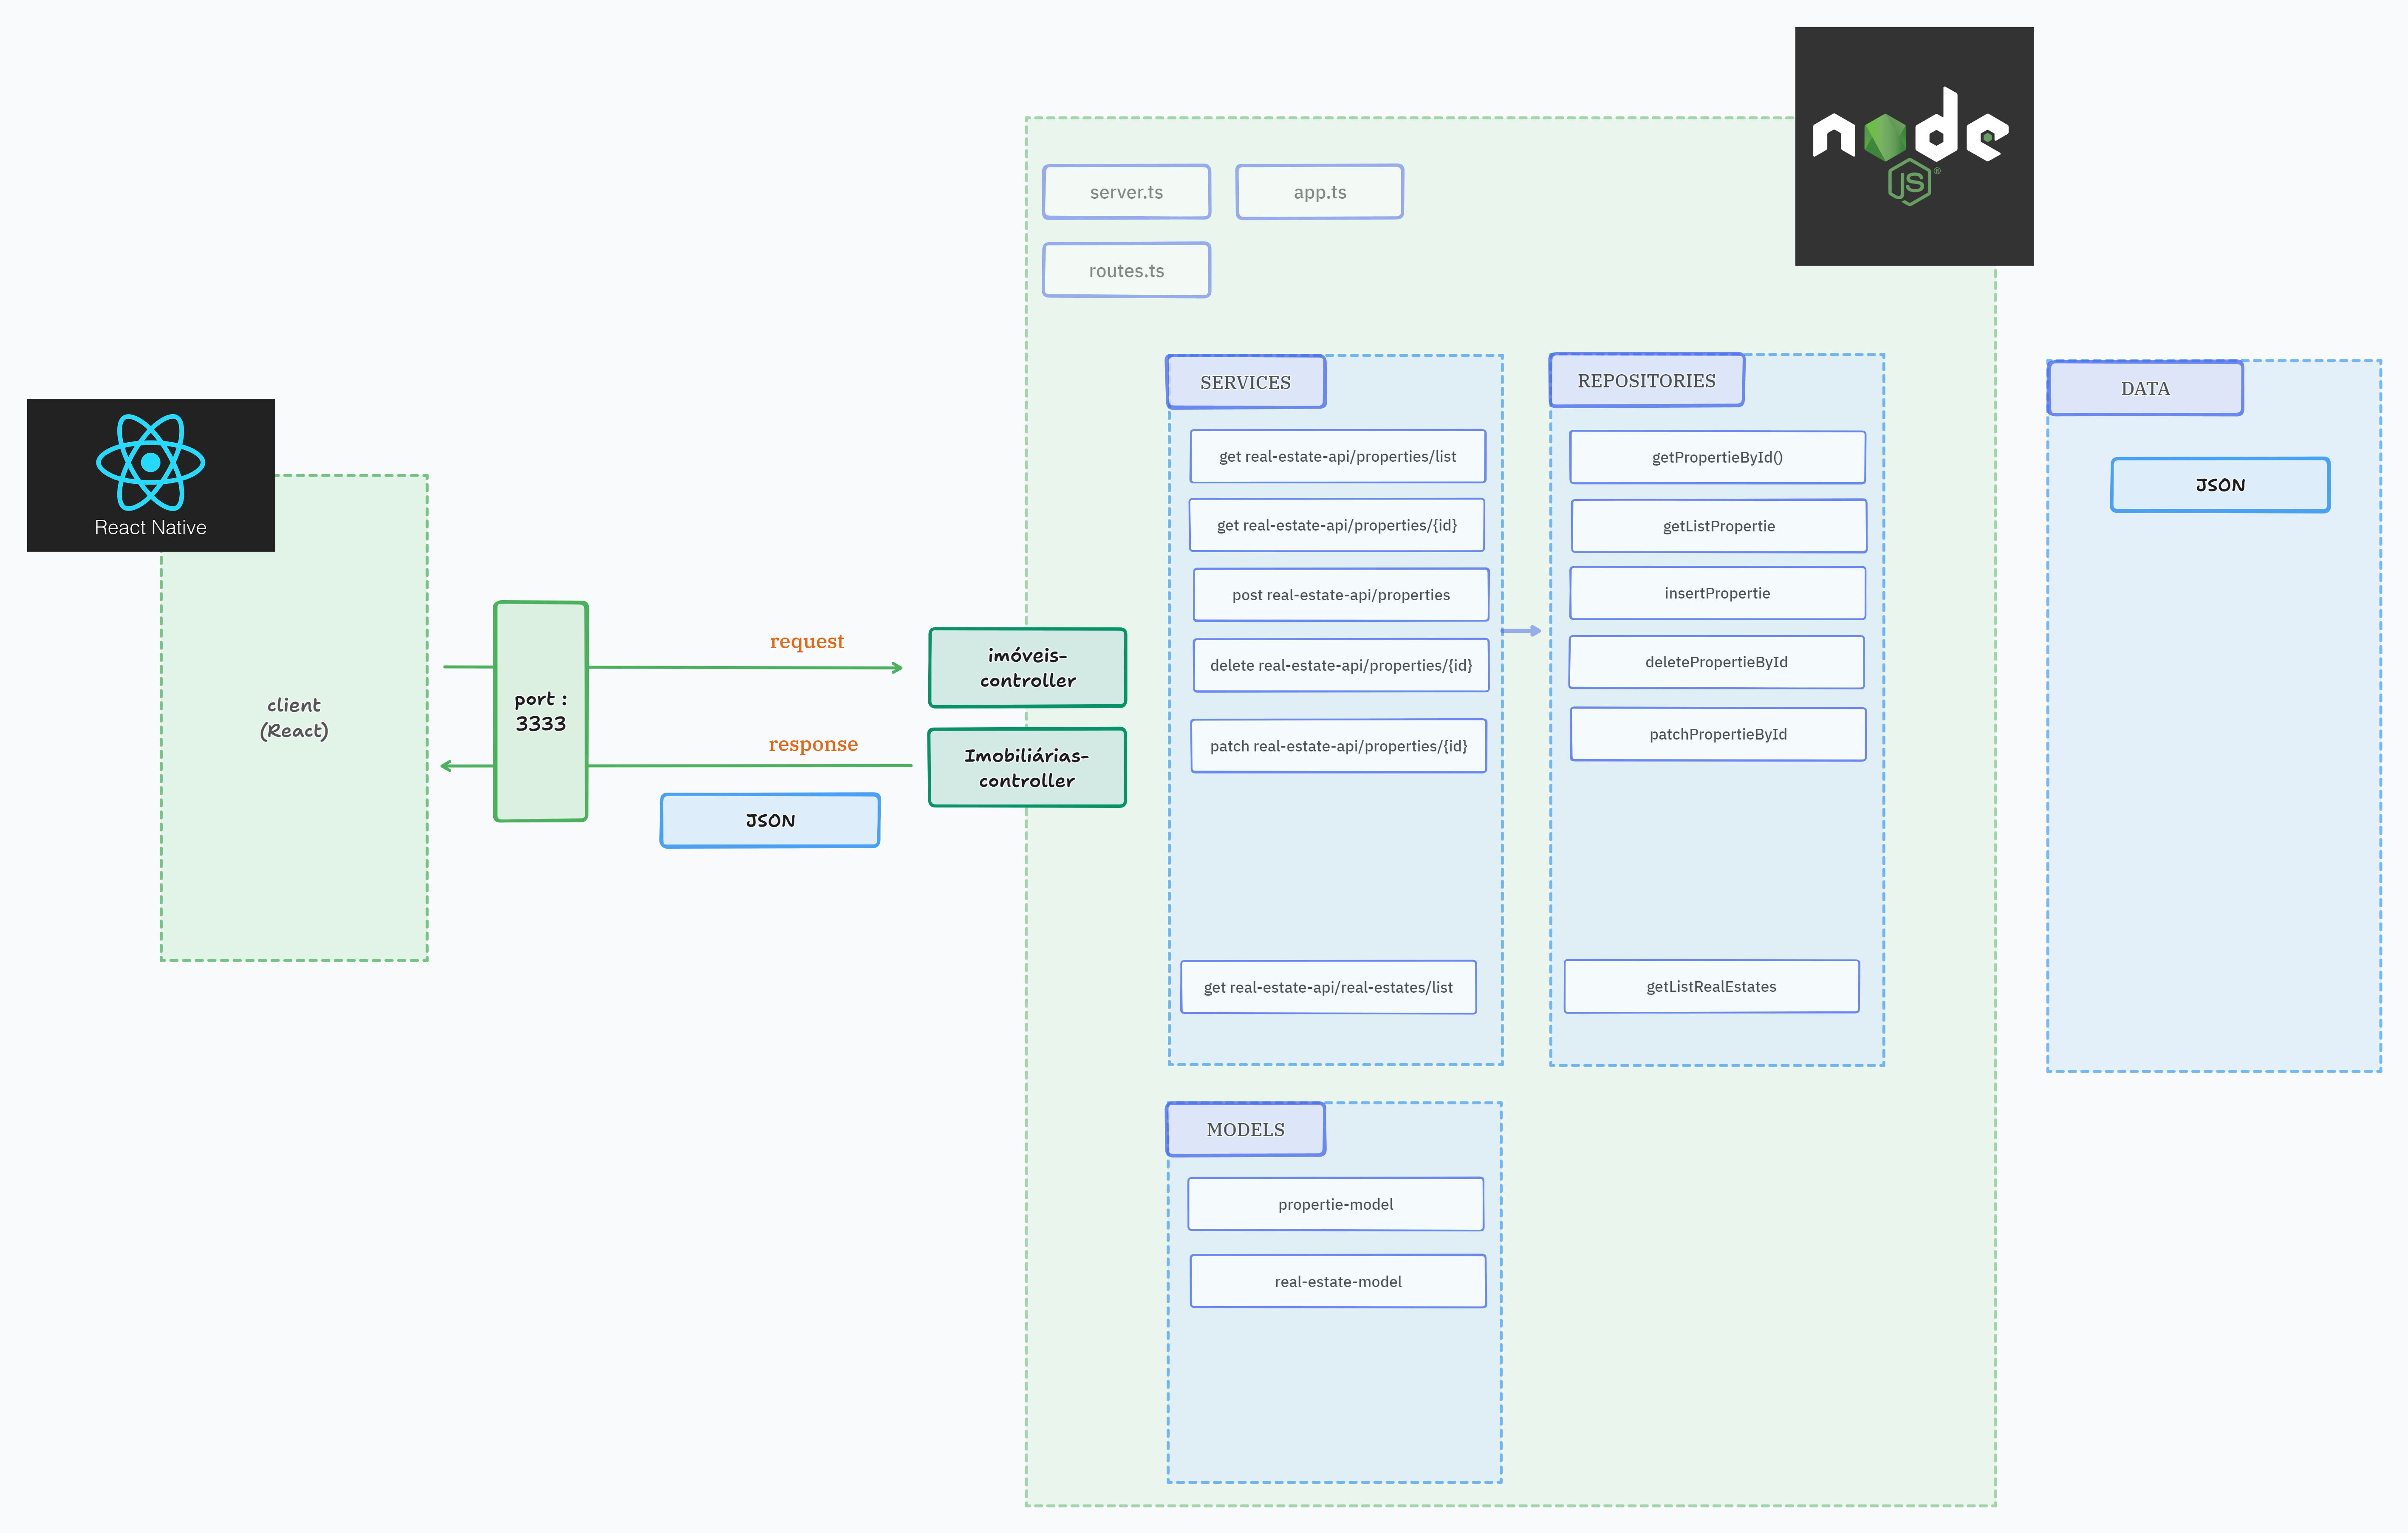 node
JS
®
server.ts
app.ts
routes.ts
React Native
client
(React)
port :
3333
request
response
JSON
imóveis-
controller
Imobiliárias-
controller
SERVICES
get real-estate-api/properties/list
get real-estate-api/properties/{id}
post real-estate-api/properties
delete real-estate-api/properties/{id}
patch real-estate-api/properties/{id}
get real-estate-api/real-estates/list
REPOSITORIES
getPropertieById()
getListPropertie
insertPropertie
deletePropertieById
patchPropertieById
getListRealEstates
DATA
JSON
MODELS
propertie-model
real-estate-model